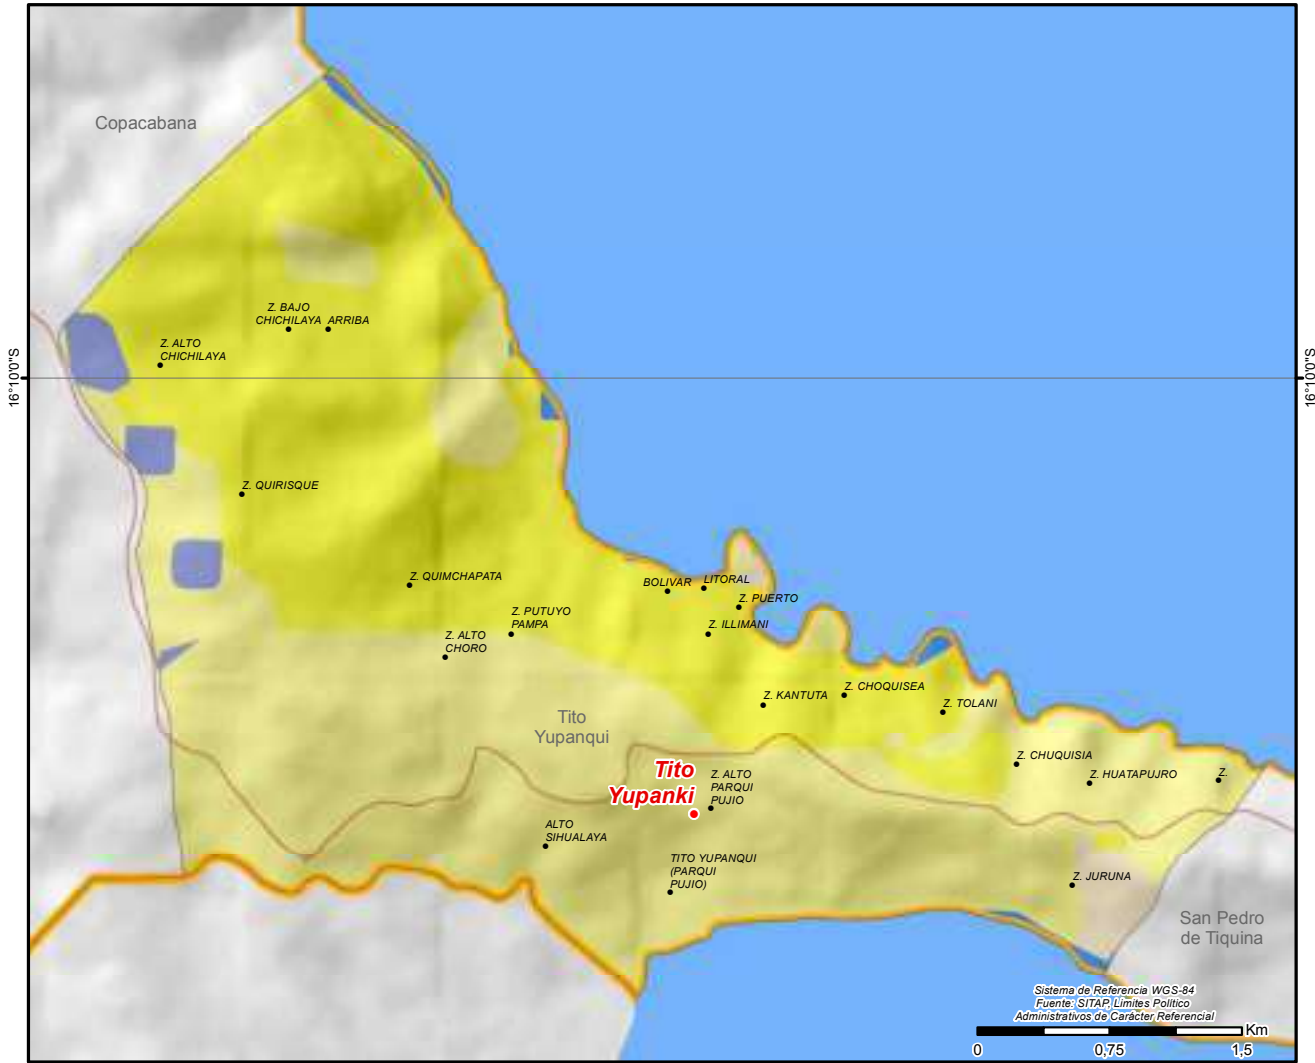 Copacabana
Z. BAJO
CHICHILAYA
ARRIBA
Z. ALTO
CHICHILAYA
16°10'0"S
16°10'0"S
Z. QUIRISQUE
Z. QUIMCHAPATA
BOLIVAR
LITORAL
Z. PUERTO
Z. PUTUYO
PAMPA
Z. ILLIMANI
Z. ALTO
CHORO
Z. KANTUTA
Z. CHOQUISEA
Z. TOLANI
Tito
Yupanqui
Z. CHUQUISIA
Z. HUATAPUJRO
Z.
Tito
Yupanki
Z. ALTO
PARQUI
PUJIO
ALTO
SIHUALAYA
TITO YUPANQUI
(PARQUI
PUJIO)
Z. JURUNA
San Pedro
de Tiquina
Sistema de Referencia WGS-84
Fuente: SITAP, Limites Político
Administrativos de Carácter Referencial
Km
0 0,75 1,5